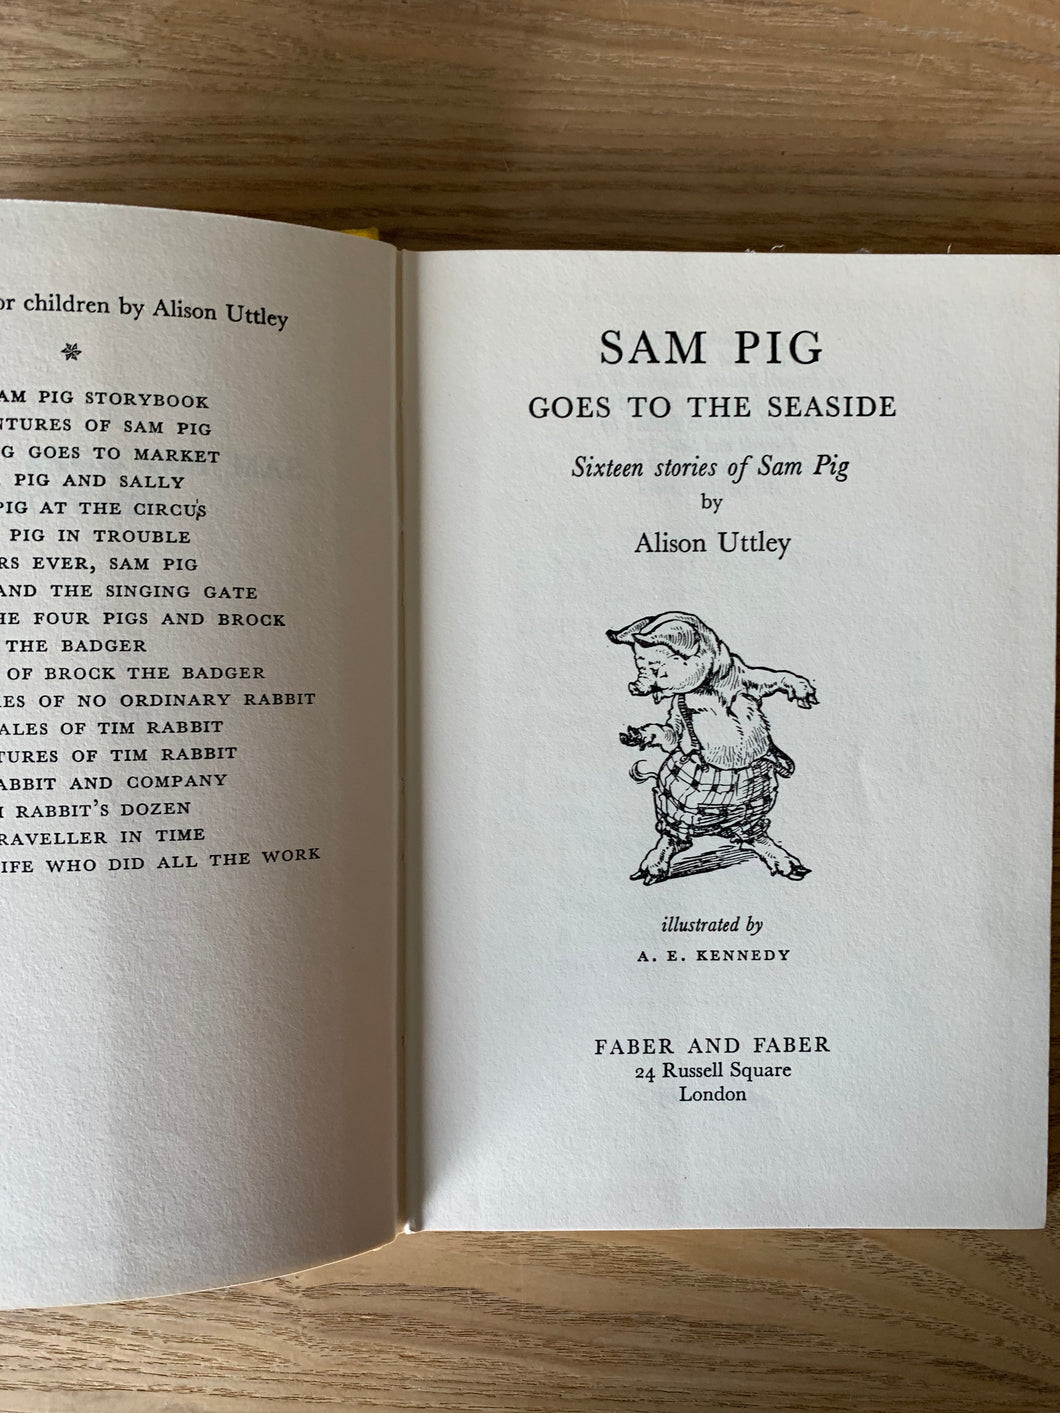 or children by Alison Uttley
AM PIG STORYBOOK
NTURES OF SAM PIG
G GOES TO MARKET
PIG AND SALLY
PIG AT THE CIRCUS
PIG IN TROUBLE
RS EVER, SAM PIG
AND THE SINGING GATE
HE FOUR PIGS AND BROCK
THE BADGER
OF BROCK THE BADGER
RES OF NO ORDINARY RABBIT
ALES OF TIM RABBIT
TURES OF TIM RABBIT
ABBIT AND COMPANY
M RABBIT'S DOZEN
RAVELLER IN TIME
IFE WHO DID ALL THE WORK
SAM PIG
GOES TO THE SEASIDE
Sixteen stories of Sam Pig
by
Alison Uttley
illustrated by
A. E. KENNEDY
FABER AND FABER
24 Russell Square
London